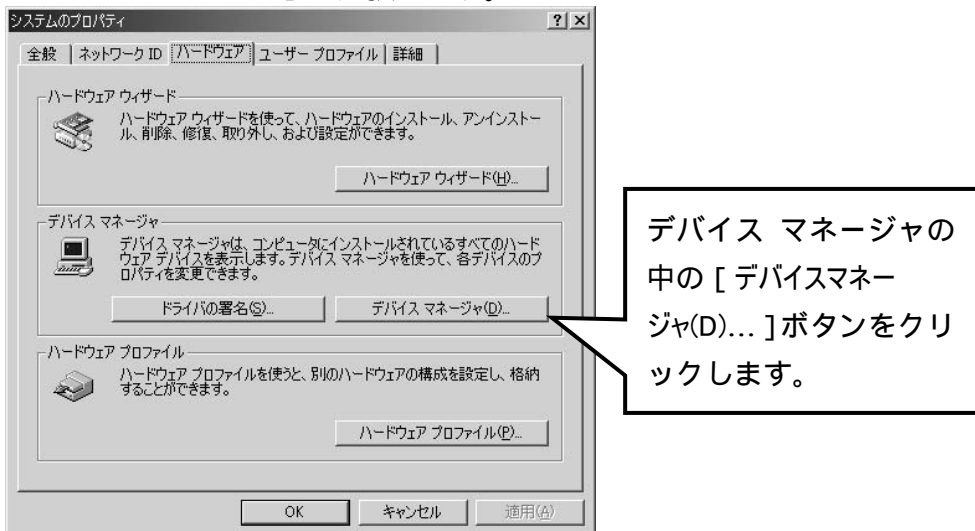 システムのプロパティ
全般
ネットワーク ID
ハードウェア
ユーザー プロファイル
詳細
ハードウェア ウィザード
ハードウェア ウィザードを使って、ハードウェアのインストール、アンインストー
ル、削除、修復、取り外し、および設定ができます。
ハードウェア ウィザード(H)...
デバイス マネージャ
デバイス マネージャは、コンピュータにインストールされているすべてのハード
ウェア デバイスを表示します。デバイス マネージャを使って、各デバイスのプ
ロパティを変更できます。
ドライバの署名(S)...
デバイス マネージャ(D)...
ハードウェア プロファイル
ハードウェア プロファイルを使うと、別のハードウェアの構成を設定し、格納
することができます。
ハードウェア プロファイル(P)...
OK
キャンセル
適用(A)
デバイス マネージャの
中の [ デバイスマネー
ジャ(D)... ]ボタンをクリ
ックします。